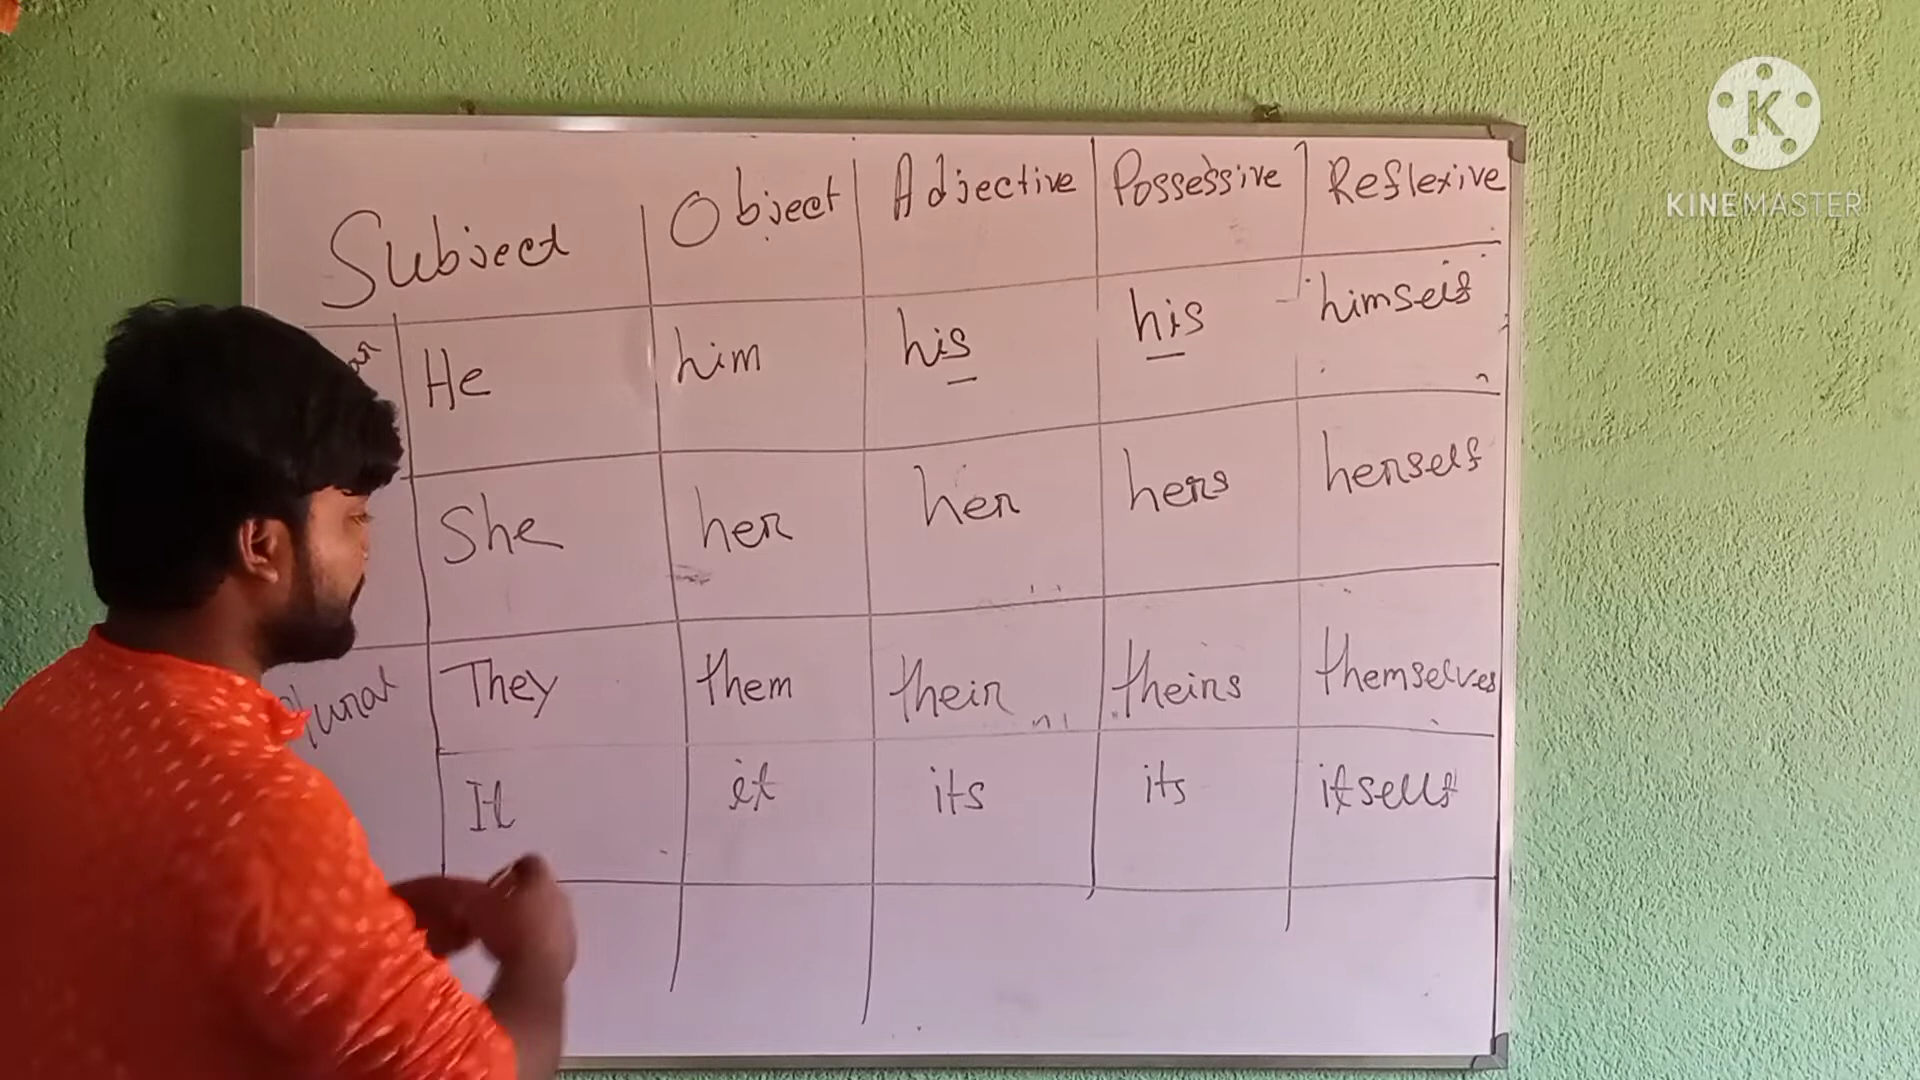 KINEMASTER
Subject Object Adjective Possessive Reflexive
He him his his himself
She her her hers herself
Plural They them their theirs themselves
It it its its itself